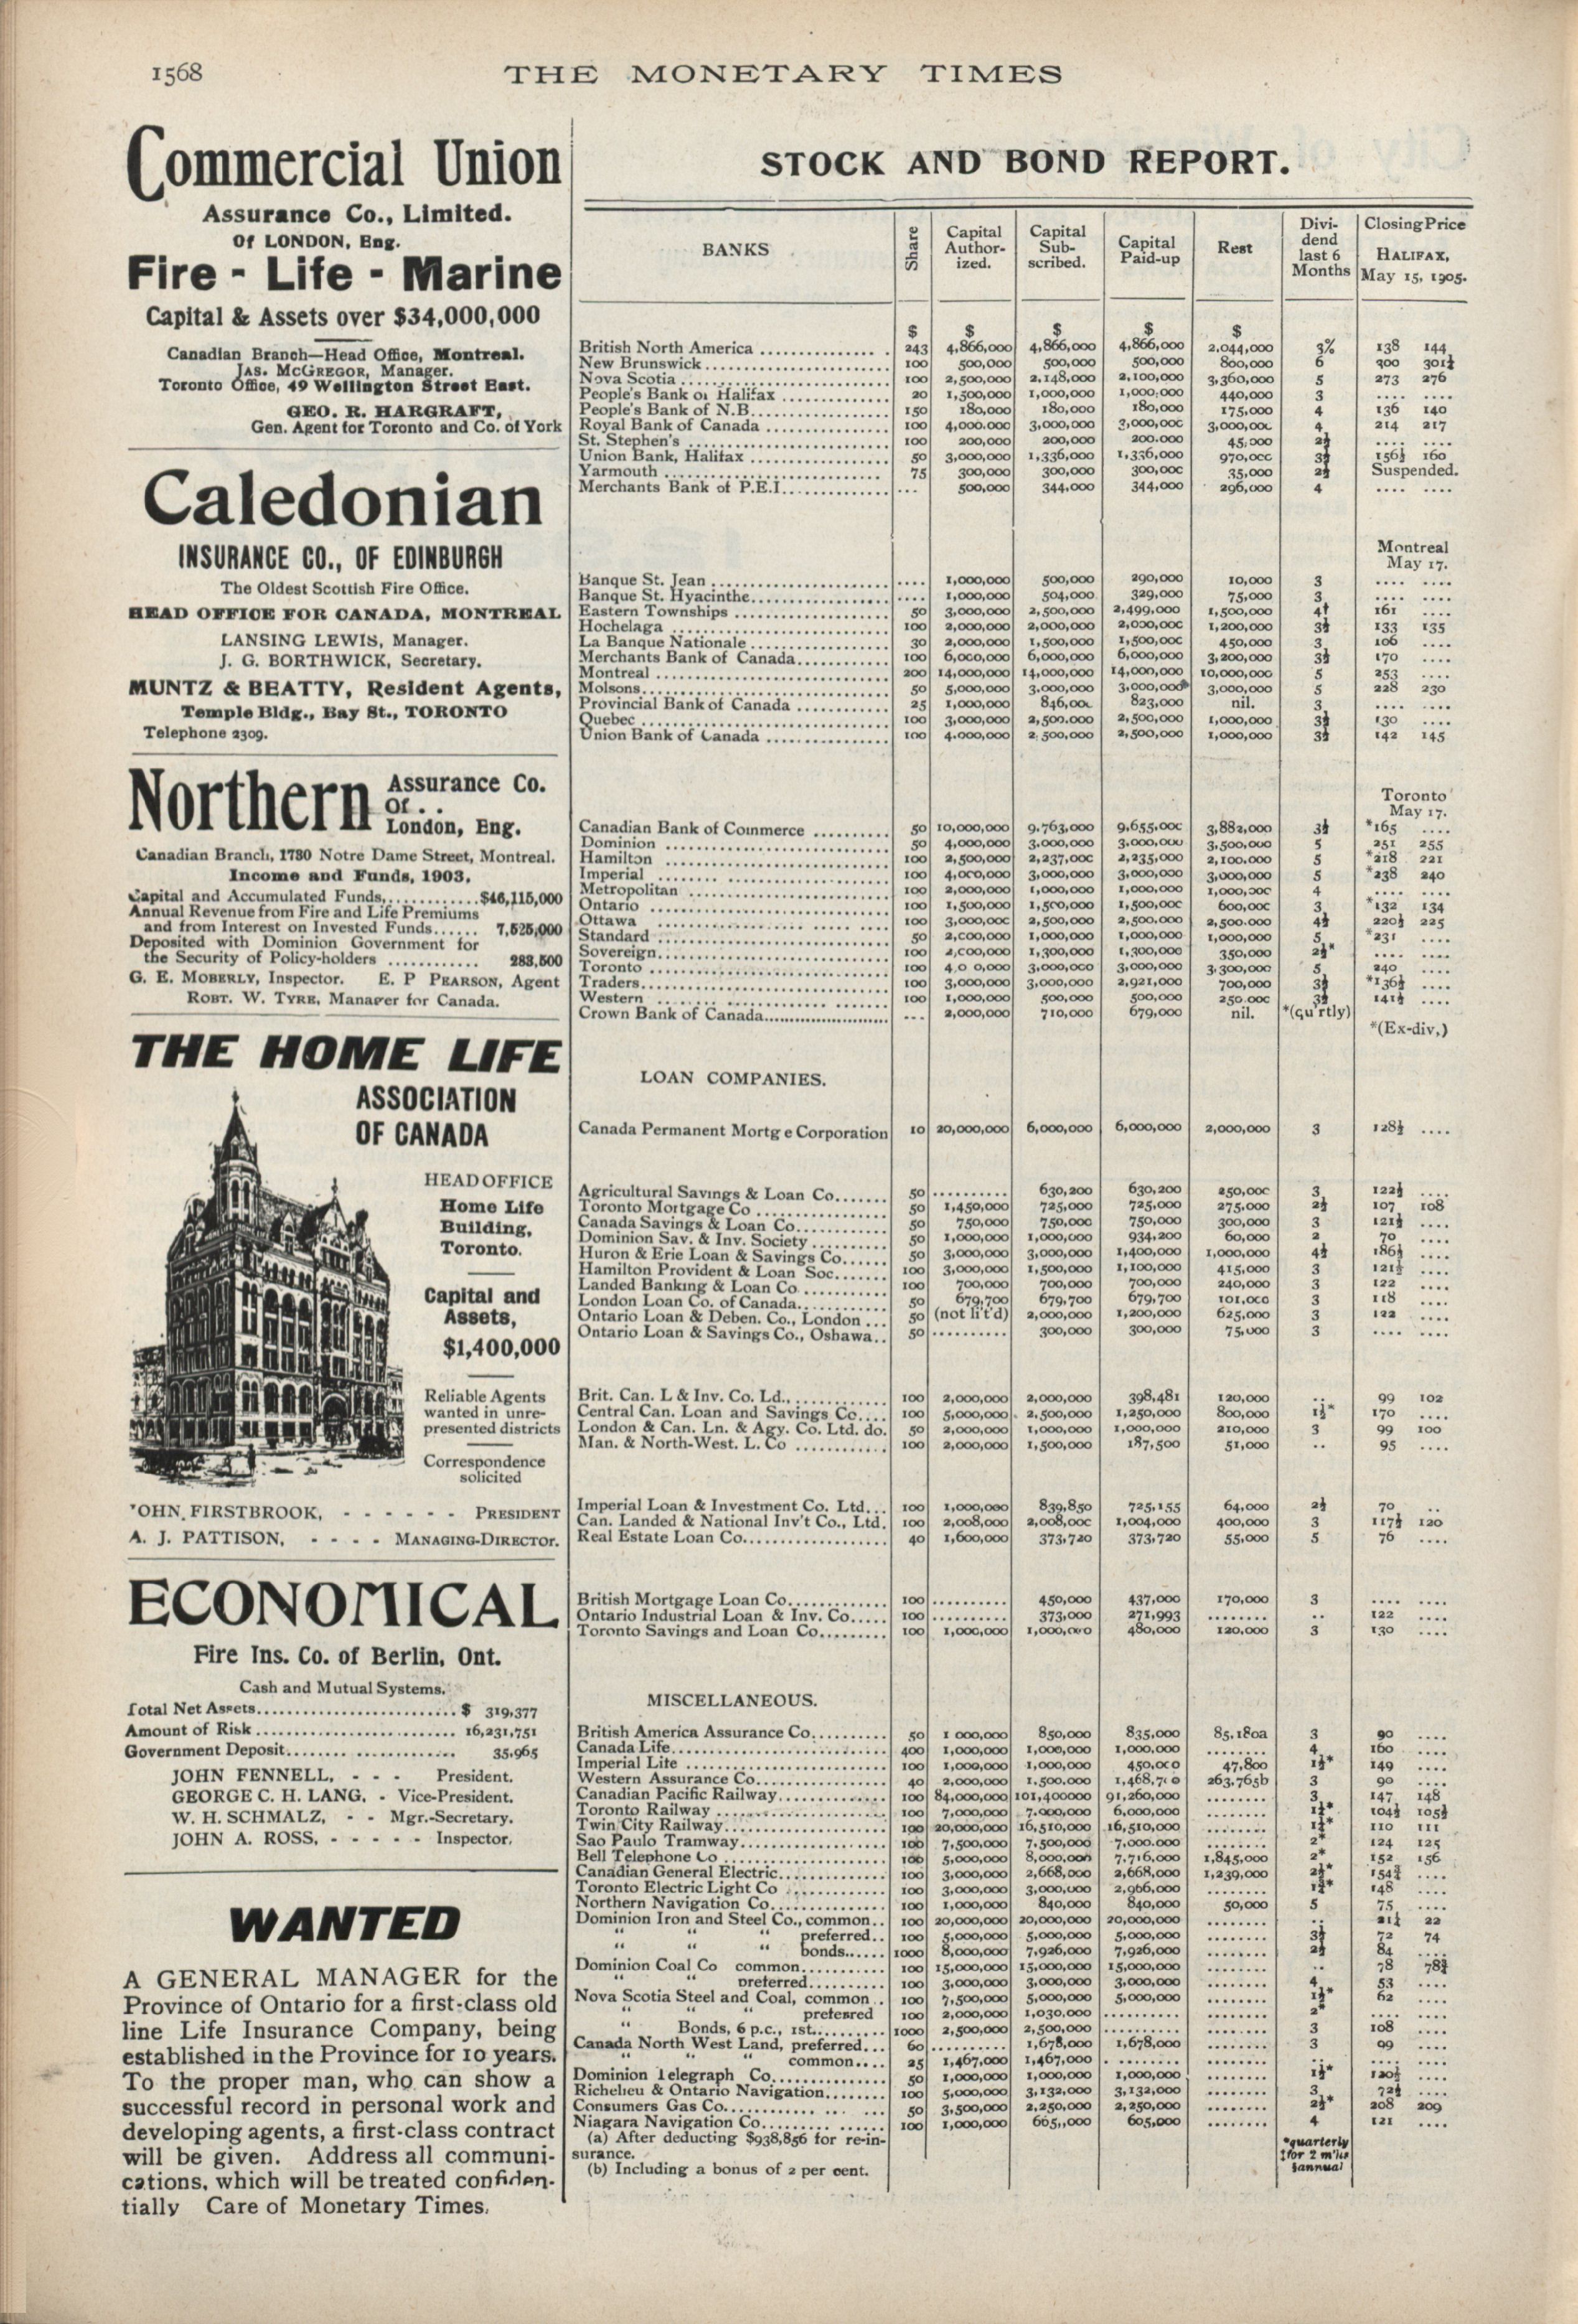 1568
THE MONETARY TIMES
Commercial Union
Assurance Co., Limited.
Of LONDON, Eng.
Fire - Life - Marine
Capital & Assets over $34,000,000
Canadian Branch—Head Office, Montreal.
JAS. MCGREGOR, Manager.
Toronto Office, 49 Wellington Street East.
GEO. R. HARGRAFT,
Gen. Agent for Toronto and Co. of York
Caledonian
INSURANCE CO., OF EDINBURGH
The Oldest Scottish Fire Office.
HEAD OFFICE FOR CANADA, MONTREAL
LANSING LEWIS, Manager.
J. G. BORTHWICK, Secretary.
MUNTZ & BEATTY, Resident Agents,
Temple Bldg., Bay St., TORONTO
Telephone 2309.
Northern Assurance Co.
Of . .
London, Eng.
Canadian Branch, 1730 Notre Dame Street, Montreal.
Income and Funds, 1903.
Capital and Accumulated Funds,............$46,115,000
Annual Revenue from Fire and Life Premiums
and from Interest on Invested Funds...... 7,525,000
Deposited with Dominion Government for
the Security of Policy-holders ............ 283,500
G. E. MOBERLY, Inspector. E. P PEARSON, Agent
ROBT. W. TYRE, Manager for Canada.
THE HOME LIFE
ASSOCIATION
OF CANADA
HEAD OFFICE
Home Life
Building,
Toronto.
Capital and
Assets,
$1,400,000
Reliable Agents
wanted in unre-
presented districts
Correspondence
solicited
OHN FIRSTBROOK, - - - - - - PRESIDENT
A. J. PATTISON, - - - - MANAGING-DIRECTOR.
ECONOMICAL
Fire Ins. Co. of Berlin, Ont.
Cash and Mutual Systems.
Total Net Assets.......................... $ 319,377
Amount of Risk.......................... 16,231,751
Government Deposit...................... 35,965
JOHN FENNELL, - - - President.
GEORGE C. H. LANG, - Vice-President.
W. H. SCHMALZ, - - Mgr.-Secretary.
JOHN A. ROSS, - - - - - Inspector.
WANTED
A GENERAL MANAGER for the
Province of Ontario for a first-class old
line Life Insurance Company, being
established in the Province for 10 years.
To the proper man, who can show a
successful record in personal work and
developing agents, a first-class contract
will be given. Address all communi-
cations, which will be treated confiden-
tially Care of Monetary Times.
STOCK AND BOND REPORT.
BANKS Share Capital Author-ized. Capital Sub-scribed. Capital Paid-up Rest Divi-dend last 6 Months Closing Price HALIFAX, May 15, 1905.
$ $ $ $ $
British North America 243 4,866,000 4,866,000 4,866,000 2,044,000 3% 138 144
New Brunswick 100 500,000 500,000 500,000 800,000 6 300 301½
Nova Scotia 100 2,500,000 2,148,000 2,100,000 3,360,000 5 273 276
People's Bank of Halifax 20 1,500,000 1,000,000 1,000,000 440,000 3 .... ....
People's Bank of N.B. 150 180,000 180,000 180,000 175,000 4 136 140
Royal Bank of Canada 100 4,000,000 3,000,000 3,000,000 3,000,000 4 214 217
St. Stephen's 100 200,000 200,000 200,000 45,000 2½ .... ....
Union Bank, Halifax 50 3,000,000 1,336,000 1,336,000 970,000 3½ 156½ 160
Yarmouth 75 300,000 300,000 300,000 35,000 2½ Suspended.
Merchants Bank of P.E.I. ... 500,000 344,000 344,000 296,000 4 .... ....
Montreal
May 17.
Banque St. Jean .... 1,000,000 500,000 290,000 10,000 3 .... ....
Banque St. Hyacinthe .... 1,000,000 504,000 329,000 75,000 3 .... ....
Eastern Townships 50 3,000,000 2,500,000 2,499,000 1,500,000 4† 161 ....
Hochelaga 100 2,000,000 2,000,000 2,000,000 1,200,000 3½ 133 135
La Banque Nationale 30 2,000,000 1,500,000 1,500,000 450,000 3 106 ....
Merchants Bank of Canada 100 6,000,000 6,000,000 6,000,000 3,200,000 3½ 170 ....
Montreal 200 14,000,000 14,000,000 14,000,000 10,000,000 5 253 ....
Molsons 50 5,000,000 3,000,000 3,000,000 3,000,000 5 228 230
Provincial Bank of Canada 25 1,000,000 846,000 823,000 nil. 3 .... ....
Quebec 100 3,000,000 2,500,000 2,500,000 1,000,000 3½ 130 ....
Union Bank of Canada 100 4,000,000 2,500,000 2,500,000 1,000,000 3½ 142 145
Toronto
May 17.
Canadian Bank of Commerce 50 10,000,000 9,763,000 9,655,000 3,882,000 3½ *165 ....
Dominion 50 4,000,000 3,000,000 3,000,000 3,500,000 5 251 255
Hamilton 100 2,500,000 2,237,000 2,235,000 2,100,000 5 *218 221
Imperial 100 4,000,000 3,000,000 3,000,000 3,000,000 5 *238 240
Metropolitan 100 2,000,000 1,000,000 1,000,000 1,000,000 4 .... ....
Ontario 100 1,500,000 1,500,000 1,500,000 600,000 3 *132 134
Ottawa 100 3,000,000 2,500,000 2,500,000 2,500,000 4½ 220½ 225
Standard 50 2,000,000 1,000,000 1,000,000 1,000,000 5 *231 ....
Sovereign 100 2,000,000 1,300,000 1,300,000 350,000 2½* .... ....
Toronto 100 4,0 0,000 3,000,000 3,000,000 3,300,000 5 240 ....
Traders 100 3,000,000 3,000,000 2,921,000 700,000 3½ *136½ ....
Western 100 1,000,000 500,000 500,000 250,000 3½ 141½ ....
Crown Bank of Canada ... 2,000,000 710,000 679,000 nil. *(qu'rtly)
*(Ex-div,)
LOAN COMPANIES.
Canada Permanent Mortg e Corporation 10 20,000,000 6,000,000 6,000,000 2,000,000 3 128½ ....
Agricultural Savings & Loan Co. 50 .......... 630,200 630,200 250,000 3 122½ ....
Toronto Mortgage Co 50 1,450,000 725,000 725,000 275,000 2½ 107 108
Canada Savings & Loan Co. 50 750,000 750,000 750,000 300,000 3 121½ ....
Dominion Sav. & Inv. Society 50 1,000,000 1,000,000 934,200 60,000 2 70 ....
Huron & Erie Loan & Savings Co. 50 3,000,000 3,000,000 1,400,000 1,000,000 4½ 186½ ....
Hamilton Provident & Loan Soc. 100 3,000,000 1,500,000 1,100,000 415,000 3 121½ ....
Landed Banking & Loan Co 100 700,000 700,000 700,000 240,000 3 122 ....
London Loan Co. of Canada 50 679,700 679,700 679,700 101,000 3 118 ....
Ontario Loan & Deben. Co., London 50 (not li't'd) 2,000,000 1,200,000 625,000 3 122 ....
Ontario Loan & Savings Co., Oshawa 50 .......... 300,000 300,000 75,000 3 .... ....
Brit. Can. L & Inv. Co. Ld., 100 2,000,000 2,000,000 398,481 120,000 .. 99 102
Central Can. Loan and Savings Co. 100 5,000,000 2,500,000 1,250,000 800,000 1½* 170 ....
London & Can. Ln. & Agy. Co. Ltd. do. 50 2,000,000 1,000,000 1,000,000 210,000 3 99 100
Man. & North-West. L. Co 100 2,000,000 1,500,000 187,500 51,000 .. 95 ....
Imperial Loan & Investment Co. Ltd. 100 1,000,000 839,850 725,155 64,000 2½ 70 ..
Can. Landed & National Inv't Co., Ltd. 100 2,008,000 2,008,000 1,004,000 400,000 3 117½ 120
Real Estate Loan Co. 40 1,600,000 373,720 373,720 55,000 5 76 ....
British Mortgage Loan Co. 100 .......... 450,000 437,000 170,000 3 .... ....
Ontario Industrial Loan & Inv. Co. 100 .......... 373,000 271,993 ........ .. 122 ....
Toronto Savings and Loan Co. 100 1,000,000 1,000,000 480,000 120,000 3 130 ....
MISCELLANEOUS.
British America Assurance Co. 50 1 000,000 850,000 835,000 85,180a 3 90 ....
Canada Life 400 1,000,000 1,000,000 1,000,000 ........ 4 160 ....
Imperial Life 100 1,000,000 1,000,000 450,000 47,800 1½* 149 ....
Western Assurance Co. 40 2,000,000 1,500,000 1,468,7 0 263,765b 3 90 ....
Canadian Pacific Railway 100 84,000,000 101,400000 91,260,000 ........ 3 147 148
Toronto Railway 100 7,000,000 7,000,000 6,000,000 ........ 1½* 104½ 105½
Twin City Railway 100 20,000,000 16,510,000 16,510,000 ........ 1½* 110 111
Sao Paulo Tramway 100 7,500,000 7,500,000 7,000,000 ........ 2* 124 125
Bell Telephone Co 100 5,000,000 8,000,000 7,716,000 1,845,000 2* 152 156
Canadian General Electric 100 3,000,000 2,668,000 2,668,000 1,239,000 2½* 154¾ ....
Toronto Electric Light Co 100 3,000,000 3,000,000 2,966,000 ........ 1½* 148 ....
Northern Navigation Co. 100 1,000,000 840,000 840,000 50,000 5 75 ....
Dominion Iron and Steel Co., common 100 20,000,000 20,000,000 20,000,000 ........ .. 21½ 22
" " " preferred 100 5,000,000 5,000,000 5,000,000 ........ 3½ 72 74
" " " bonds 1000 8,000,000 7,926,000 7,926,000 ........ 2½ 84 ....
Dominion Coal Co common 100 15,000,000 15,000,000 15,000,000 ........ .. 78 78¾
" " preferred 100 3,000,000 3,000,000 3,000,000 ........ 4 53 ....
Nova Scotia Steel and Coal, common 100 7,500,000 5,000,000 5,000,000 ........ 1½* 62 ....
" " preferred 100 2,000,000 1,030,000 .......... ........ 2* .... ....
" Bonds, 6 p.c., 1st. 1000 2,500,000 2,500,000 .......... ........ 3 108 ....
Canada North West Land, preferred 60 .......... 1,678,000 1,678,000 ........ 3 99 ....
" " " common 25 1,467,000 1,467,000 ........ ........ .. .... ....
Dominion Telegraph Co. 50 1,000,000 1,000,000 1,000,000 ........ 1½* 120½ ....
Richelieu & Ontario Navigation 100 5,000,000 3,132,000 3,132,000 ........ 3 72½ ....
Consumers Gas Co. 50 3,500,000 2,250,000 2,250,000 ........ 2½* 208 209
Niagara Navigation Co. 100 1,000,000 605,,000 605,000 ........ 4 121 ....
(a) After deducting $938,856 for re-in-
surance.
(b) Including a bonus of 2 per cent.
*quarterly
‡for 2 m'hs
§annual